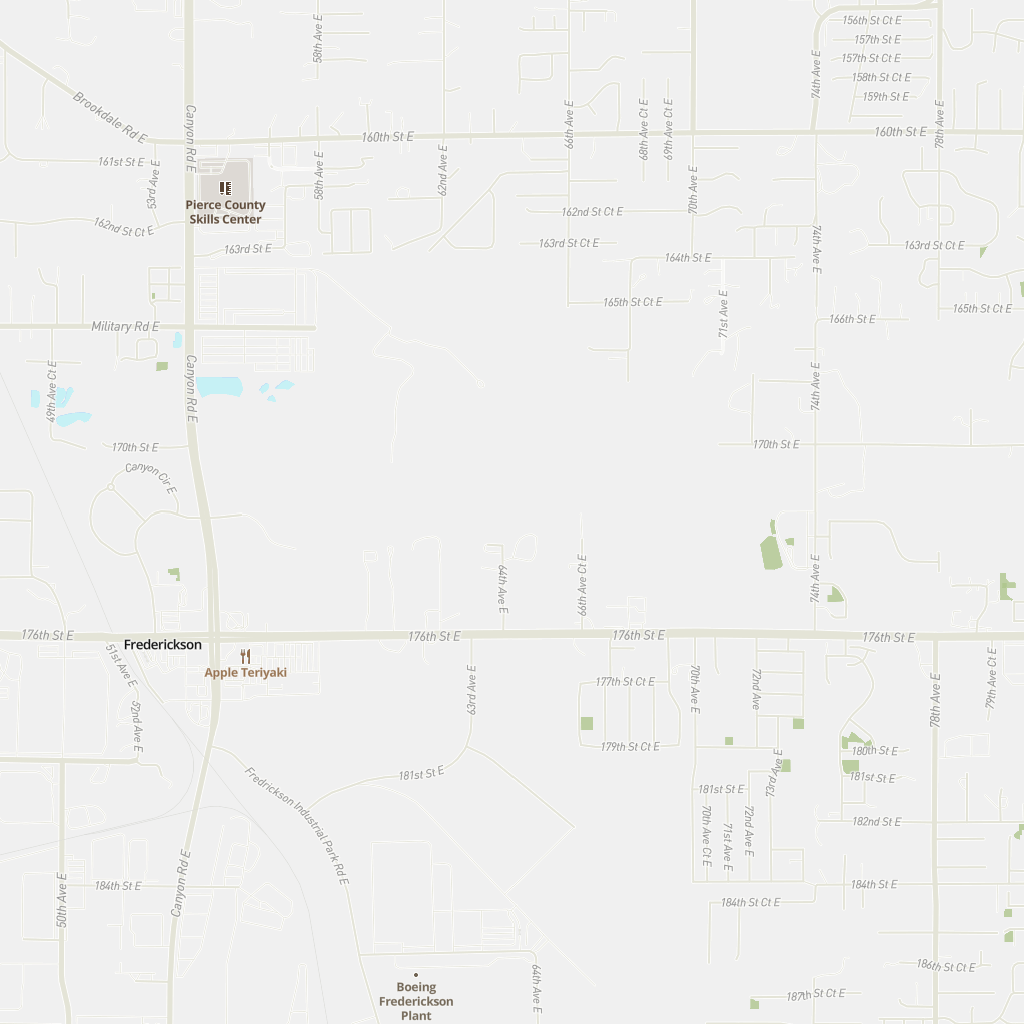 156th St Ct E
58th Ave E
157th St E
157th St Ct E
74th Ave E
158th St Ct E
159th St E
Brookdale Rd E
Canyon Rd E
66th Ave E
68th Ave Ct E
69th Ave Ct E
78th Ave E
160th St E
160th St E
161st St E
53rd Ave E
58th Ave E
62nd Ave E
70th Ave E
Pierce County
Skills Center
162nd St Ct E
162nd St Ct E
163rd St E
163rd St Ct E
74th Ave E
163rd St Ct E
164th St E
165th St Ct E
71st Ave E
165th St Ct E
166th St E
Military Rd E
Canyon Rd E
49th Ave Ct E
74th Ave E
170th St E
170th St E
Canyon Cir E
64th Ave E
66th Ave Ct E
74th Ave E
176th St E
Frederickson
176th St E
176th St E
176th St E
51st Ave E
Apple Teriyaki
63rd Ave E
177th St Ct E
70th Ave E
72nd Ave
78th Ave E
79th Ave Ct E
52nd Ave E
179th St Ct E
180th St E
73rd Ave E
181st St E
181st St E
181st St E
Fredrickson Industrial Park Rd E
70th Ave Ct E
71st Ave E
72nd Ave E
182nd St E
Canyon Rd E
50th Ave E
184th St E
184th St E
184th St Ct E
186th St Ct E
64th Ave E
187th St Ct E
Boeing
Frederickson
Plant